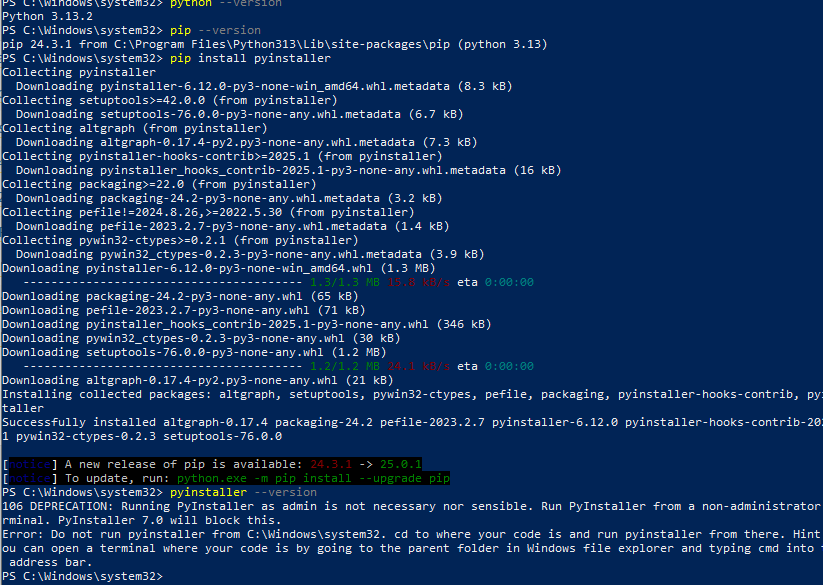 PS C:\Windows\system32> python --version
Python 3.13.2
PS C:\Windows\system32> pip --version
pip 24.3.1 from C:\Program Files\Python313\Lib\site-packages\pip (python 3.13)
PS C:\Windows\system32> pip install pyinstaller
Collecting pyinstaller
  Downloading pyinstaller-6.12.0-py3-none-win_amd64.whl.metadata (8.3 kB)
Collecting setuptools>=42.0.0 (from pyinstaller)
  Downloading setuptools-76.0.0-py3-none-any.whl.metadata (6.7 kB)
Collecting altgraph (from pyinstaller)
  Downloading altgraph-0.17.4-py2.py3-none-any.whl.metadata (7.3 kB)
Collecting pyinstaller-hooks-contrib>=2025.1 (from pyinstaller)
  Downloading pyinstaller_hooks_contrib-2025.1-py3-none-any.whl.metadata (16 kB)
Collecting packaging>=22.0 (from pyinstaller)
  Downloading packaging-24.2-py3-none-any.whl.metadata (3.2 kB)
Collecting pefile!=2024.8.26,>=2022.5.30 (from pyinstaller)
  Downloading pefile-2023.2.7-py3-none-any.whl.metadata (1.4 kB)
Collecting pywin32-ctypes>=0.2.1 (from pyinstaller)
  Downloading pywin32_ctypes-0.2.3-py3-none-any.whl.metadata (3.9 kB)
Downloading pyinstaller-6.12.0-py3-none-win_amd64.whl (1.3 MB)
   ---------------------------------------- 1.3/1.3 MB 15.8 kB/s eta 0:00:00
Downloading packaging-24.2-py3-none-any.whl (65 kB)
Downloading pefile-2023.2.7-py3-none-any.whl (71 kB)
Downloading pyinstaller_hooks_contrib-2025.1-py3-none-any.whl (346 kB)
Downloading pywin32_ctypes-0.2.3-py3-none-any.whl (30 kB)
Downloading setuptools-76.0.0-py3-none-any.whl (1.2 MB)
   ---------------------------------------- 1.2/1.2 MB 24.1 kB/s eta 0:00:00
Downloading altgraph-0.17.4-py2.py3-none-any.whl (21 kB)
Installing collected packages: altgraph, setuptools, pywin32-ctypes, pefile, packaging, pyinstaller-hooks-contrib, py
taller
Successfully installed altgraph-0.17.4 packaging-24.2 pefile-2023.2.7 pyinstaller-6.12.0 pyinstaller-hooks-contrib-202
1 pywin32-ctypes-0.2.3 setuptools-76.0.0

[notice] A new release of pip is available: 24.3.1 -> 25.0.1
[notice] To update, run: python.exe -m pip install --upgrade pip
PS C:\Windows\system32> pyinstaller --version
106 DEPRECATION: Running PyInstaller as admin is not necessary nor sensible. Run PyInstaller from a non-administrator
rminal. PyInstaller 7.0 will block this.
Error: Do not run pyinstaller from C:\Windows\system32. cd to where your code is and run pyinstaller from there. Hint
ou can open a terminal where your code is by going to the parent folder in Windows file explorer and typing cmd into
 address bar.
PS C:\Windows\system32>